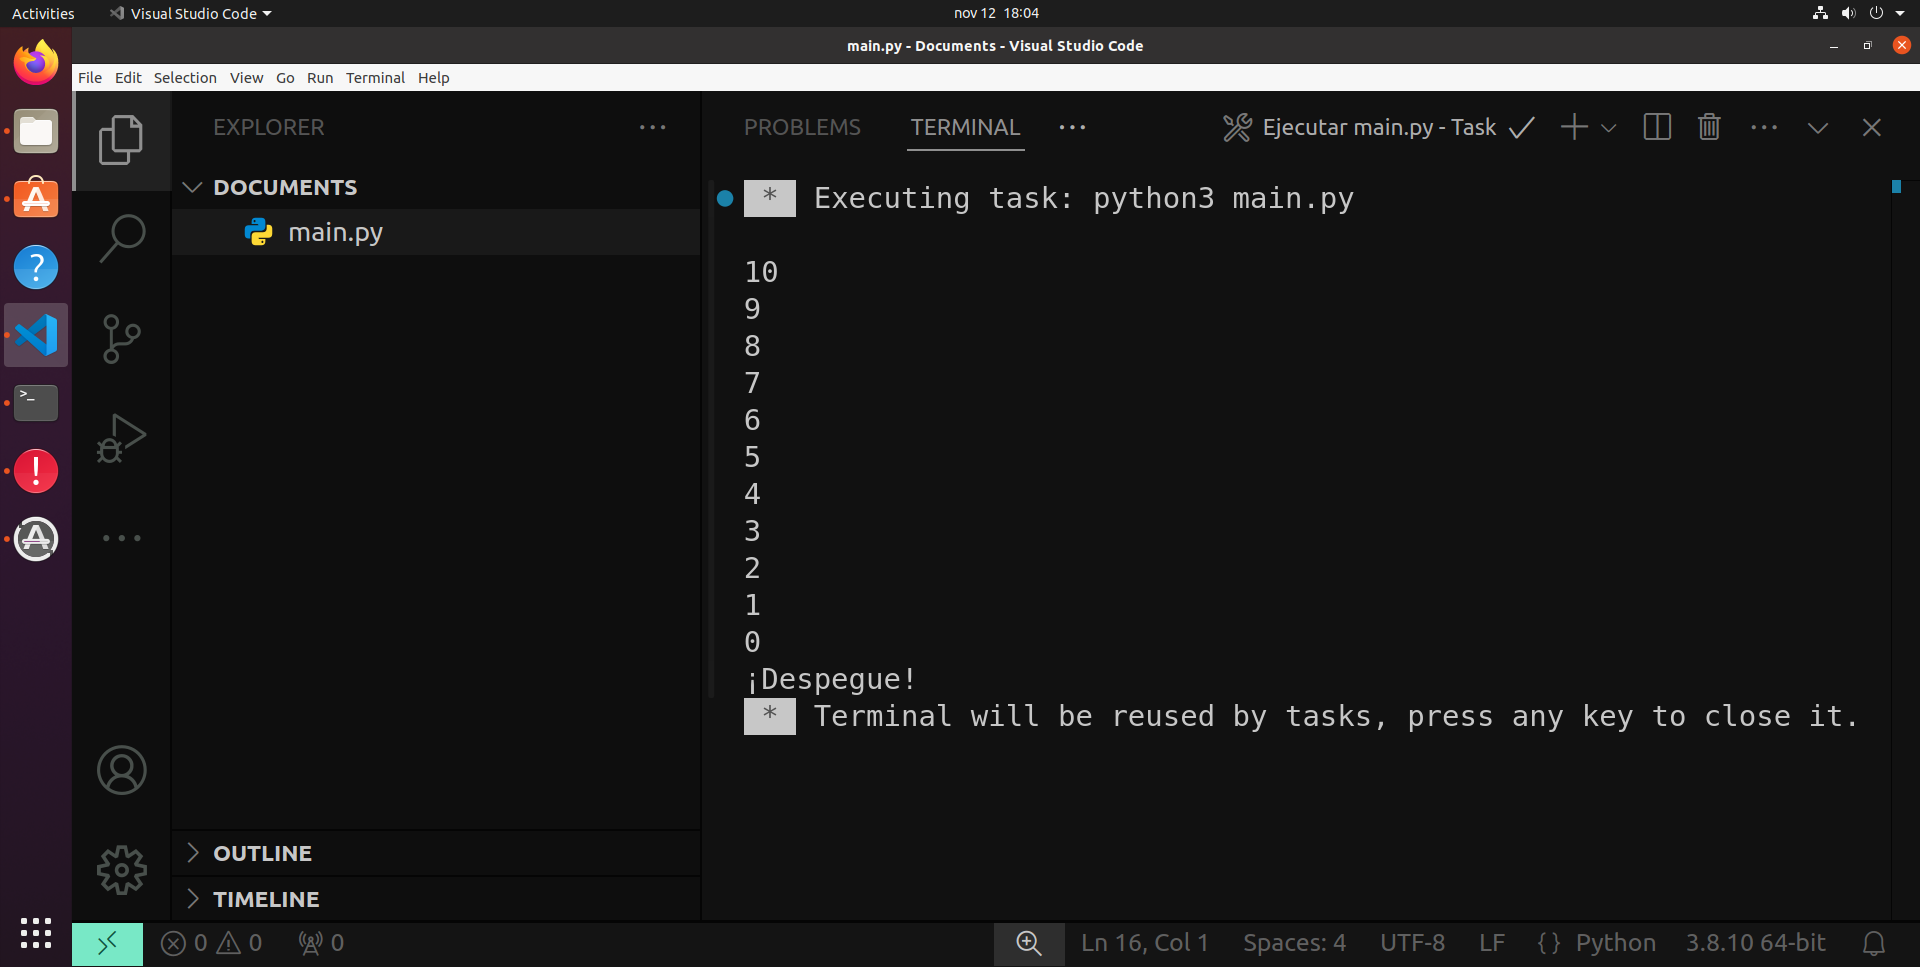 Activities
Visual Studio Code
nov 12 18:04
main.py - Documents - Visual Studio Code
File Edit Selection View Go Run Terminal Help
EXPLORER
DOCUMENTS
main.py
OUTLINE
TIMELINE
PROBLEMS TERMINAL
Ejecutar main.py - Task
* Executing task: python3 main.py
10
9
8
7
6
5
4
3
2
1
0
¡Despegue!
* Terminal will be reused by tasks, press any key to close it.
0 0 0
Ln 16, Col 1 Spaces: 4 UTF-8 LF {} Python 3.8.10 64-bit